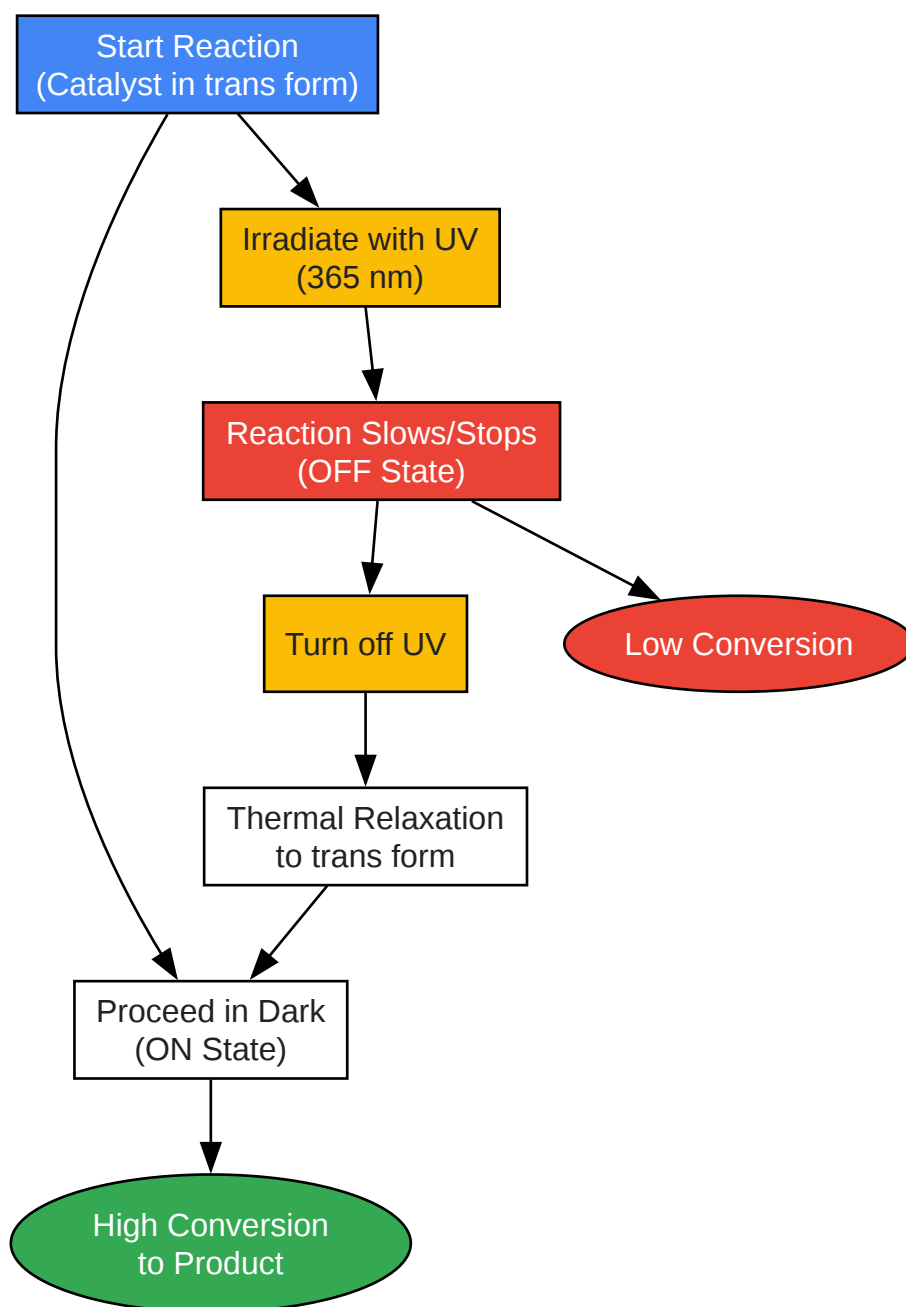 Start Reaction
(Catalyst in trans form)
Irradiate with UV
(365 nm)
Reaction Slows/Stops
(OFF State)
Turn off UV
Low Conversion
Thermal Relaxation
to trans form
Proceed in Dark
(ON State)
High Conversion
to Product